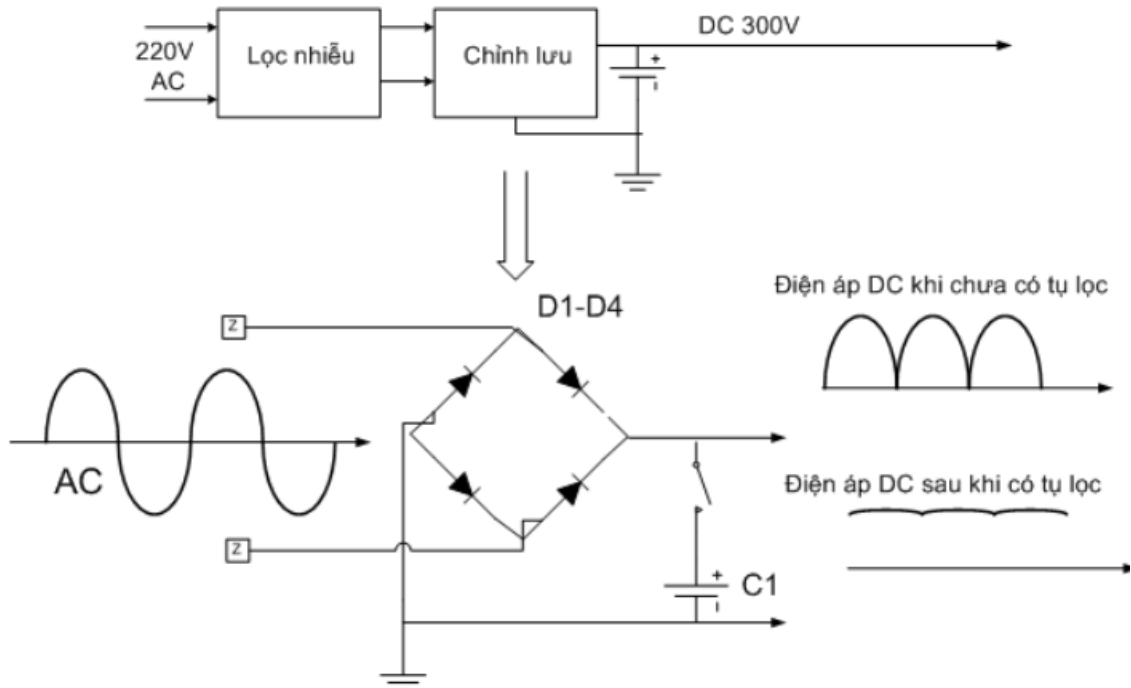 220V
AC
Lọc nhiễu
Chỉnh lưu
DC 300V
+
D1-D4
Điện áp DC khi chưa có tụ lọc
Z
AC
Điện áp DC sau khi có tụ lọc
Z
+
C1